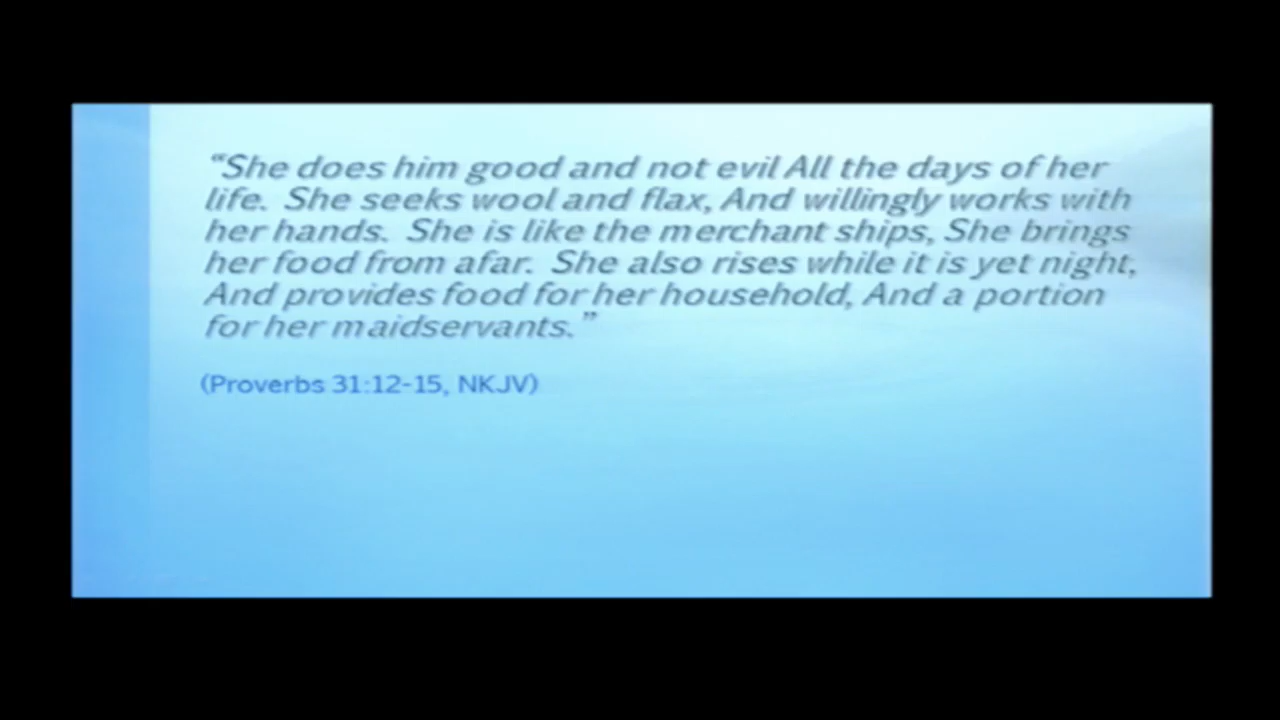 “She does him good and not evil All the days of her
life. She seeks wool and flax, And willingly works with
her hands. She is like the merchant ships, She brings
her food from afar. She also rises while it is yet night,
And provides food for her household, And a portion
for her maidservants.”
(Proverbs 31:12-15, NKJV)